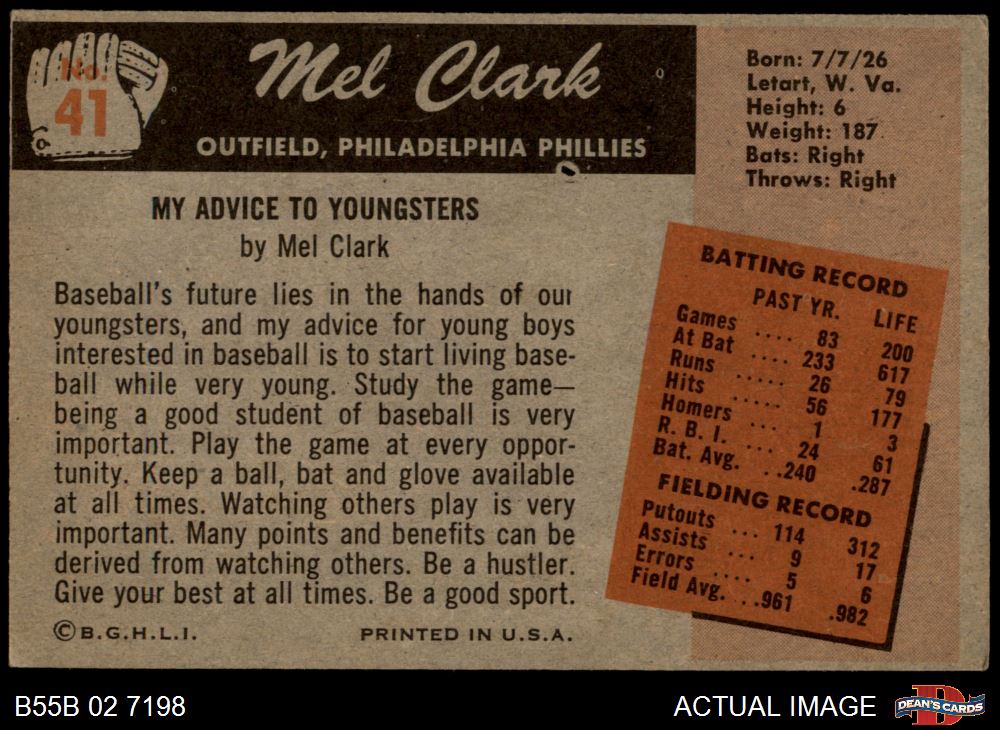 No.
41
Mel Clark
OUTFIELD, PHILADELPHIA PHILLIES
MY ADVICE TO YOUNGSTERS
by Mel Clark
Baseball's future lies in the hands of our
youngsters, and my advice for young boys
interested in baseball is to start living base-
ball while very young. Study the game—
being a good student of baseball is very
important. Play the game at every oppor-
tunity. Keep a ball, bat and glove available
at all times. Watching others play is very
important. Many points and benefits can be
derived from watching others. Be a hustler.
Give your best at all times. Be a good sport.
©B.G.H.L.I. PRINTED IN U.S.A.
Born: 7/7/26
Letart, W. Va.
Height: 6
Weight: 187
Bats: Right
Throws: Right
BATTING RECORD
PAST YR. LIFE
Games .... 83 200
At Bat .... 233 617
Runs ..... 26 79
Hits ..... 56 177
Homers .... 1 3
R. B. I. .... 24 61
Bat. Avg. ..240 .287
FIELDING RECORD
Putouts ... 114 312
Assists ... 9 17
Errors .... 5 6
Field Avg. ...961 .982
B55B 02 7198 ACTUAL IMAGE DEAN'S CARDS